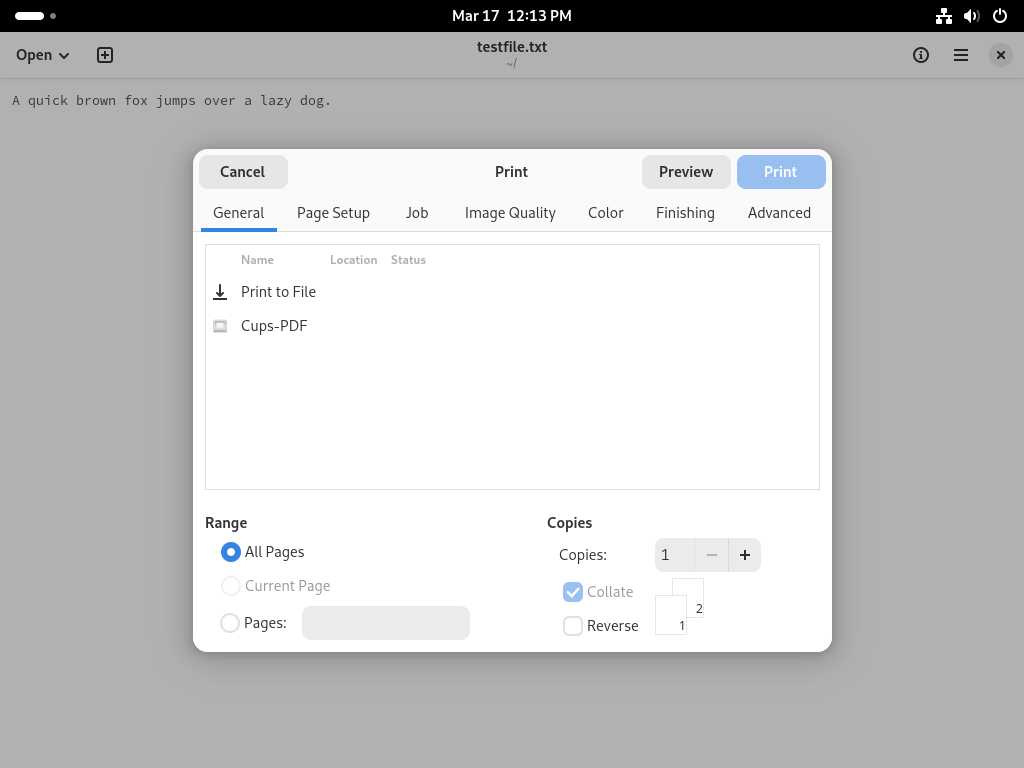 Mar 17 12:13 PM
Open
testfile.txt
~/
A quick brown fox jumps over a lazy dog.
Cancel
Print
Preview
Print
General
Page Setup
Job
Image Quality
Color
Finishing
Advanced
Name Location Status
Print to File
Cups-PDF
Range
All Pages
Current Page
Pages:
Copies
Copies: 1
Collate
Reverse
2
1